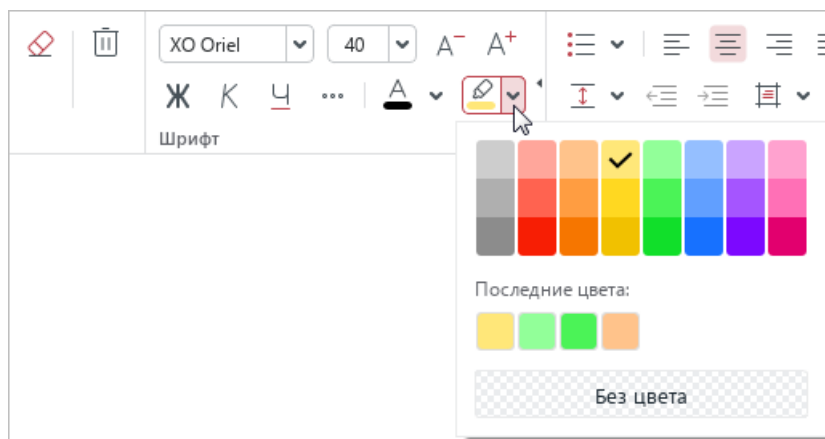 XO Oriel 40 A⁻ A⁺
Ж К Ч ... А
Шрифт
Последние цвета:
Без цвета